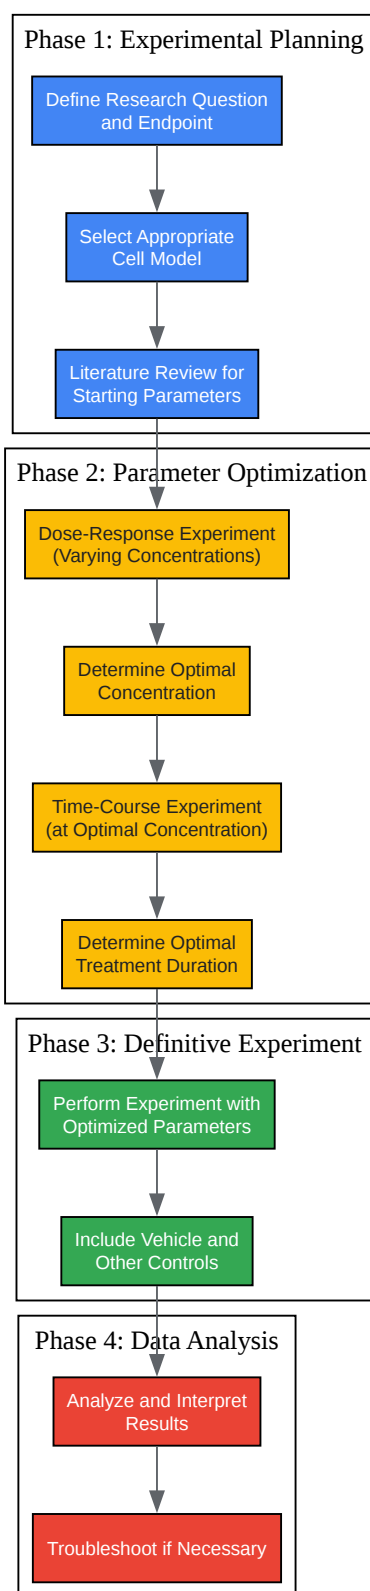 Phase 1: Experimental Planning
Define Research Question
and Endpoint
Select Appropriate
Cell Model
Literature Review for
Starting Parameters
Phase 2: Parameter Optimization
Dose-Response Experiment
(Varying Concentrations)
Determine Optimal
Concentration
Time-Course Experiment
(at Optimal Concentration)
Determine Optimal
Treatment Duration
Phase 3: Definitive Experiment
Perform Experiment with
Optimized Parameters
Include Vehicle and
Other Controls
Phase 4: Data Analysis
Analyze and Interpret
Results
Troubleshoot if Necessary